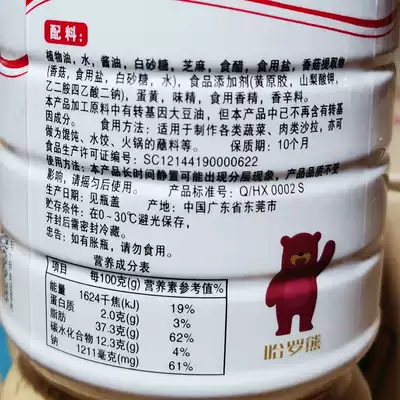 配料:
植物油，水，酱油，白砂糖，芝麻，食醋，食用盐，香菇提取物
(香菇，食用盐，白砂糖，水)，食品添加剂(黄原胶，山梨酸钾，
乙二胺四乙酸二钠)，蛋黄，味精，食用香精，香辛料。
本产品加工原料中有转基因大豆油，但本产品中已不再含有转基
因成分。 食用方法：适用于制作各类蔬菜、肉类沙拉，亦可
做为馄饨、水饺、火锅的蘸料等。 保质期：10个月
食品生产许可证编号：SC12144190000622
使用方法：本产品长时间静置可能出现分层现象，产品品质不变
影响，请摇匀后使用。 产品标准号：Q/HX 0002 S
生产日期：见瓶盖 产地：中国广东省东莞市
贮存条件：在0~30℃避光保存，
开封后需密封冷藏。
忠告：如有胀瓶，请勿食用。
营养成分表
项目 每100克(g) 营养素参考值%
能量 1624千焦(kJ) 19%
蛋白质 2.0克(g) 3%
脂肪 37.3克(g) 62%
碳水化合物 12.3克(g) 4%
钠 1211毫克(mg) 61%
哈罗熊